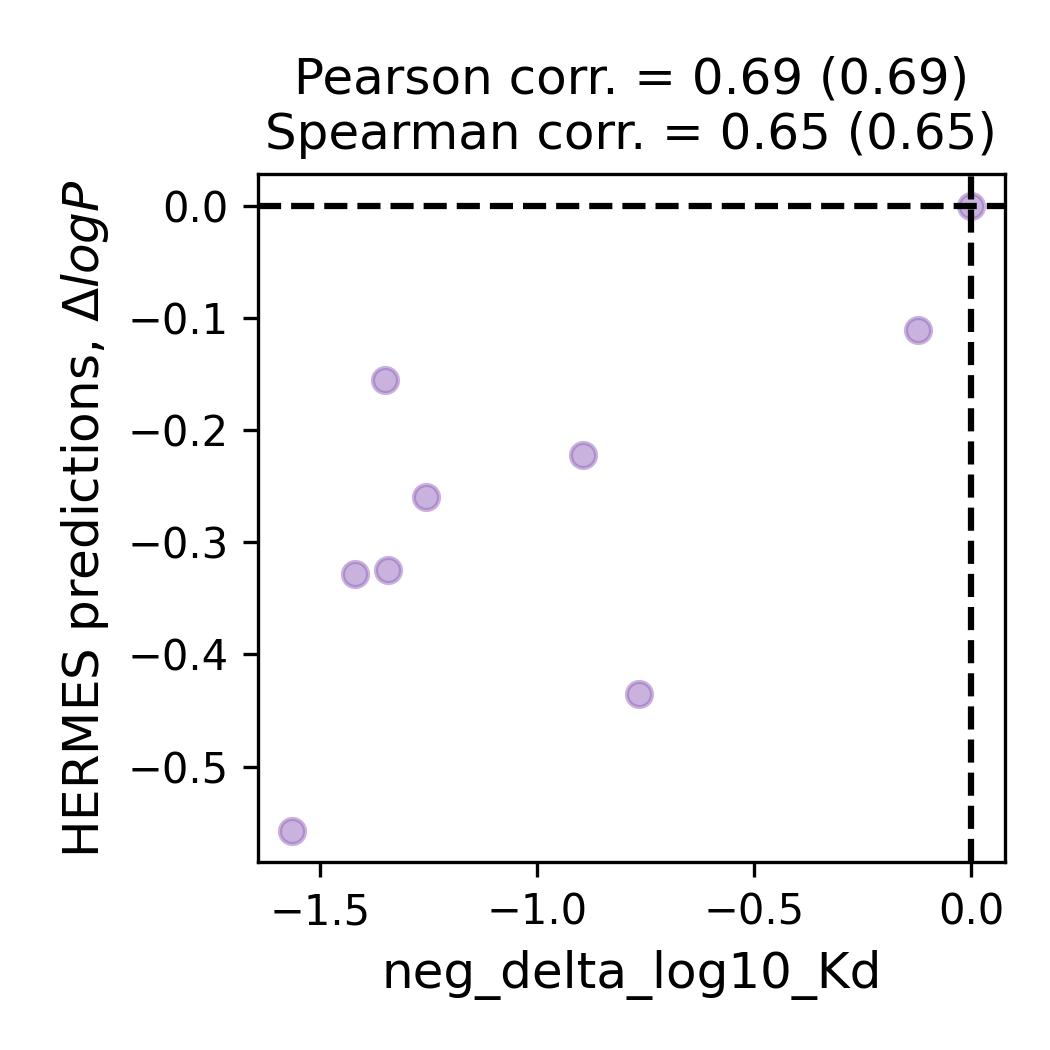 Pearson corr. = 0.69 (0.69)
Spearman corr. = 0.65 (0.65)
HERMES predictions, ΔlogP
0.0
−0.1
−0.2
−0.3
−0.4
−0.5
−1.5
−1.0
−0.5
0.0
neg_delta_log10_Kd